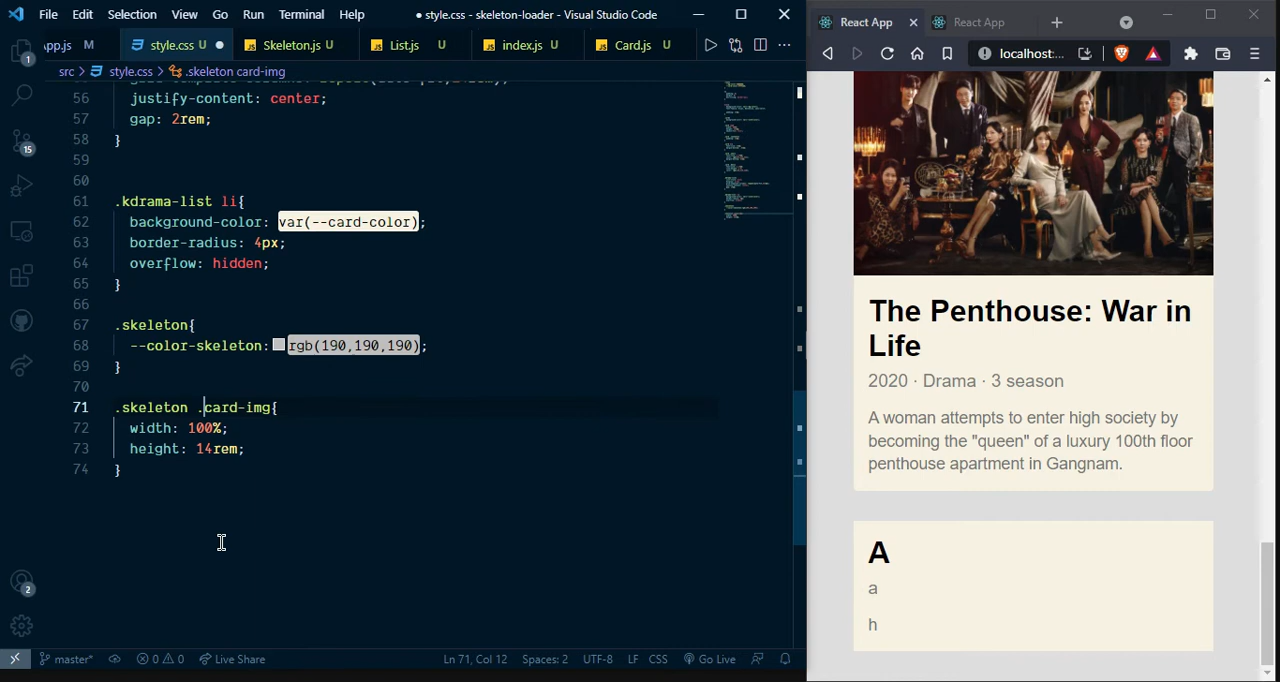 File Edit Selection View Go Run Terminal Help ● style.css - skeleton-loader - Visual Studio Code
App.js M style.css U Skeleton.js U List.js U index.js U Card.js U
src > style.css > .skeleton card-img
56 justify-content: center;
57 gap: 2rem;
58 }
59
60
61 .kdrama-list li{
62 background-color: var(--card-color);
63 border-radius: 4px;
64 overflow: hidden;
65 }
66
67 .skeleton{
68 --color-skeleton: rgb(190,190,190);
69 }
70
71 .skeleton .card-img{
72 width: 100%;
73 height: 14rem;
74 }
1
15
2
master* 0 0 Live Share Ln 71, Col 12 Spaces: 2 UTF-8 LF CSS Go Live
React App React App
localhost:...
The Penthouse: War in
Life
2020 · Drama · 3 season
A woman attempts to enter high society by
becoming the "queen" of a luxury 100th floor
penthouse apartment in Gangnam.
A
a
h